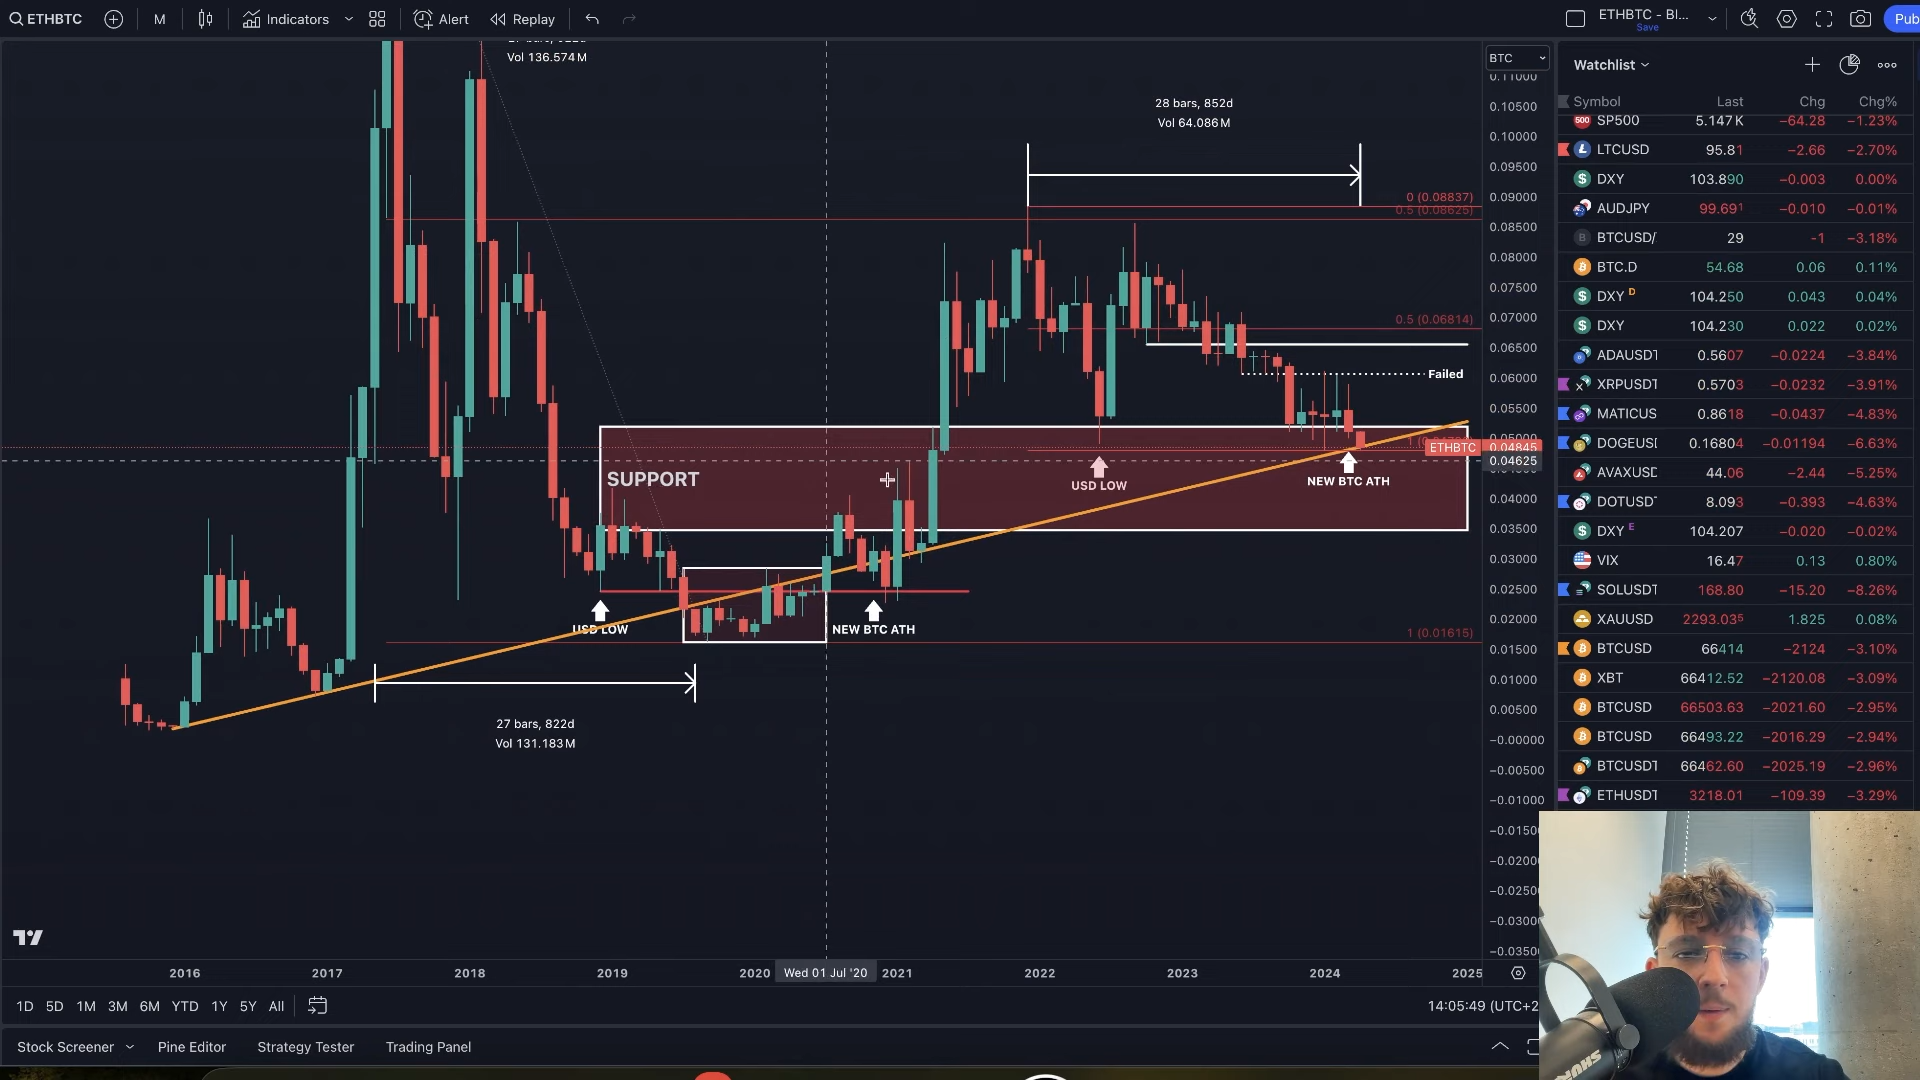 ETHBTC
M
Indicators
Alert
Replay
ETHBTC - BI...
Save
Pub
Vol 136.574M
28 bars, 852d
Vol 64.086M
0 (0.08837)
0.5 (0.08625)
0.5 (0.06814)
Failed
SUPPORT
USD LOW
NEW BTC ATH
USD LOW
NEW BTC ATH
1 (0.01615)
27 bars, 822d
Vol 131.183M
BTC
0.11000
0.10500
0.10000
0.09500
0.09000
0.08500
0.08000
0.07500
0.07000
0.06500
0.06000
0.05500
ETHBTC 0.04845
0.04625
0.04000
0.03500
0.03000
0.02500
0.02000
0.01500
0.01000
0.00500
−0.00000
−0.00500
−0.01000
−0.0150
−0.0200
−0.0250
−0.0300
−0.0350
2016 2017 2018 2019 2020 Wed 01 Jul '20 2021 2022 2023 2024 2025
1D 5D 1M 3M 6M YTD 1Y 5Y All
14:05:49 (UTC+2
Stock Screener Pine Editor Strategy Tester Trading Panel
Watchlist
Symbol Last Chg Chg%
500 SP500 5.147K −64.28 −1.23%
LTCUSD 95.81 −2.66 −2.70%
DXY 103.890 −0.003 0.00%
AUDJPY 99.691 −0.010 −0.01%
B BTCUSD/ 29 -1 −3.18%
BTC.D 54.68 0.06 0.11%
DXY D 104.250 0.043 0.04%
DXY 104.230 0.022 0.02%
ADAUSDT 0.5607 −0.0224 −3.84%
XRPUSDT 0.5703 −0.0232 −3.91%
MATICUS 0.8618 −0.0437 −4.83%
DOGEUSI 0.16804 −0.01194 −6.63%
AVAXUSD 44.06 −2.44 −5.25%
DOTUSD 8.093 −0.393 −4.63%
DXY E 104.207 −0.020 −0.02%
VIX 16.47 0.13 0.80%
SOLUSDT 168.80 −15.20 −8.26%
XAUUSD 2293.035 1.825 0.08%
BTCUSD 66414 −2124 −3.10%
XBT 66412.52 −2120.08 −3.09%
BTCUSD 66503.63 −2021.60 −2.95%
BTCUSD 66493.22 −2016.29 −2.94%
BTCUSDT 66462.60 −2025.19 −2.96%
ETHUSDT 3218.01 −109.39 −3.29%